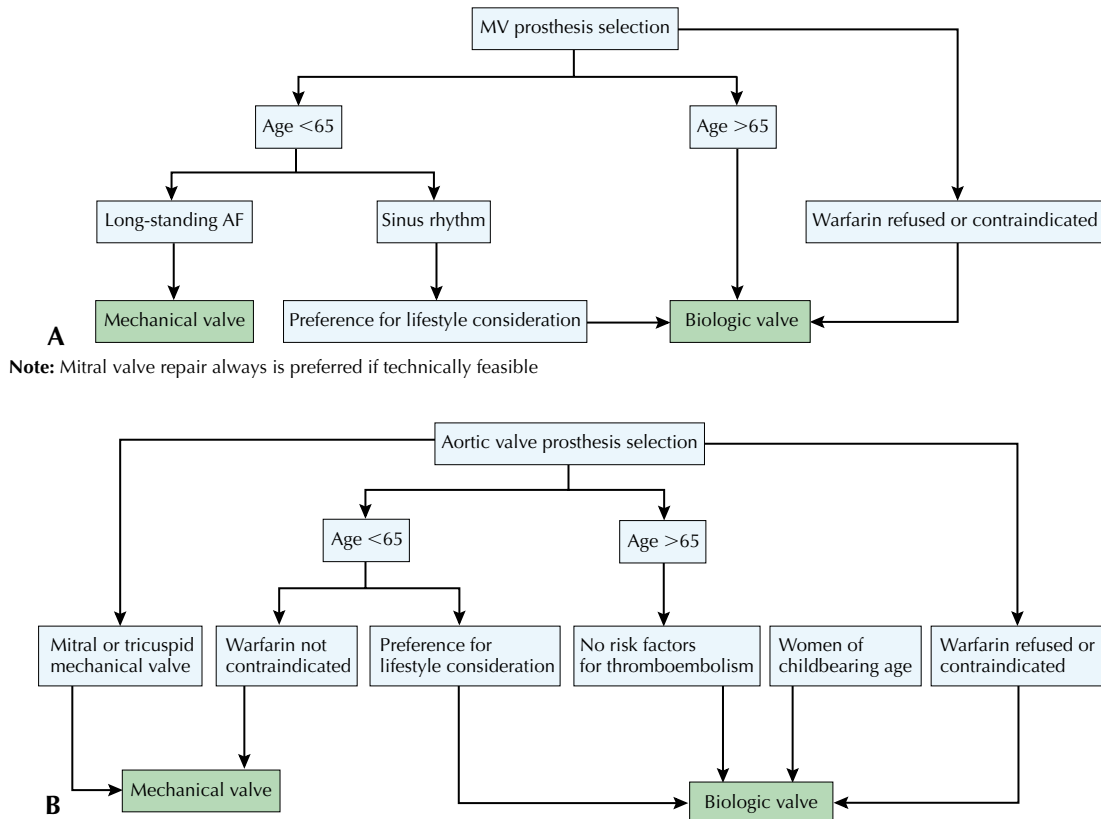 MV prosthesis selection
Age <65
Age >65
Long-standing AF
Sinus rhythm
Warfarin refused or contraindicated
Mechanical valve
Preference for lifestyle consideration
Biologic valve
A
Note: Mitral valve repair always is preferred if technically feasible
Aortic valve prosthesis selection
Age <65
Age >65
Mitral or tricuspid
mechanical valve
Warfarin not
contraindicated
Preference for
lifestyle consideration
No risk factors
for thromboembolism
Women of
childbearing age
Warfarin refused or
contraindicated
Mechanical valve
Biologic valve
B